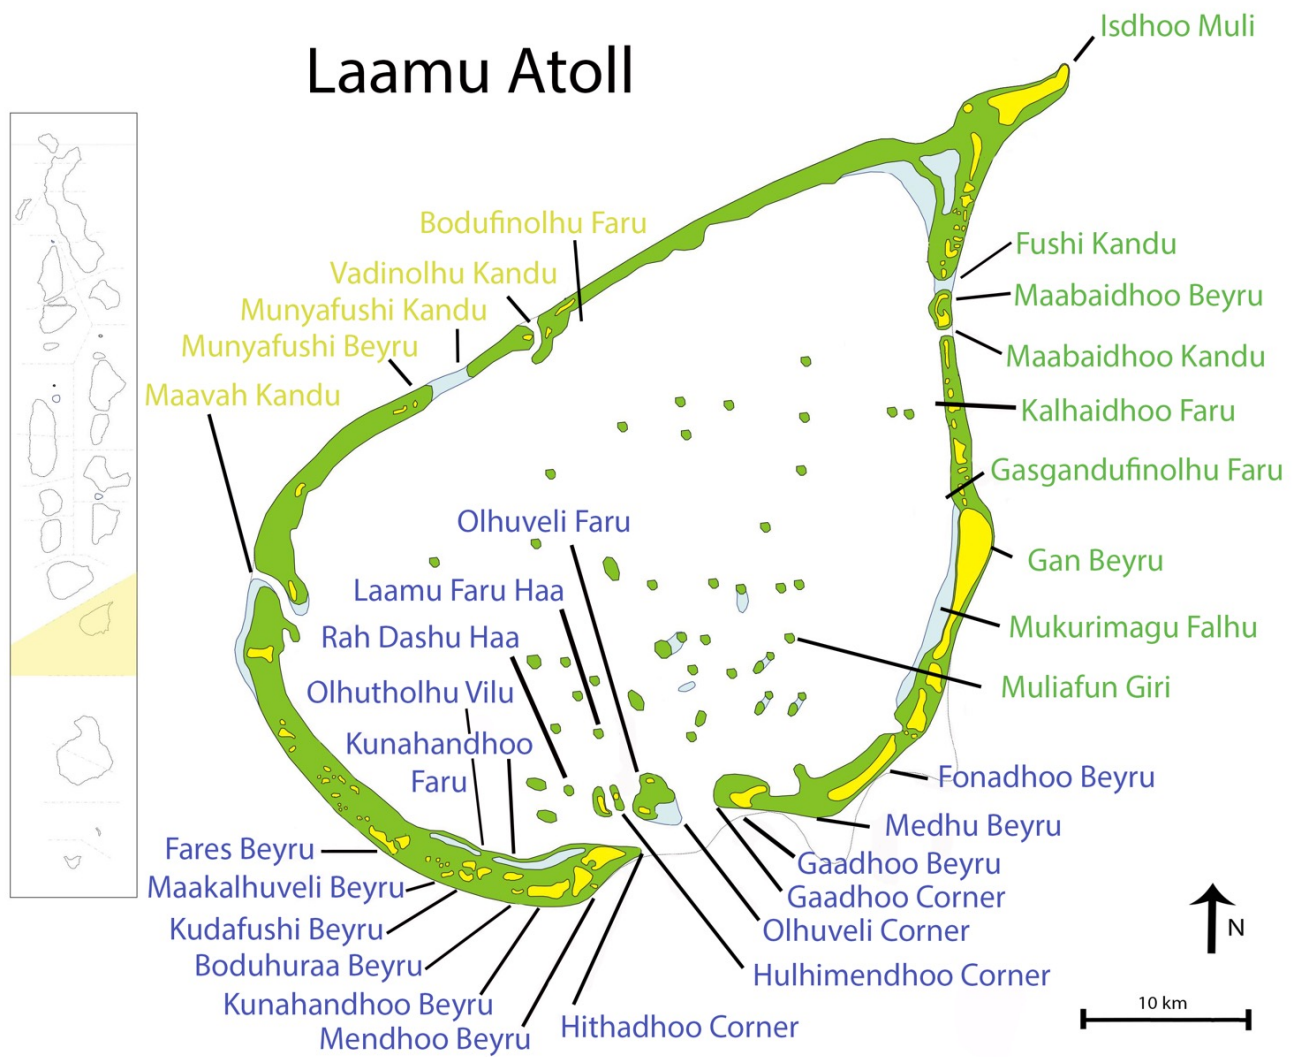 Isdhoo Muli
Laamu Atoll
Bodufinolhu Faru
Fushi Kandu
Vadinolhu Kandu
Maabaidhoo Beyru
Munyafushi Kandu
Munyafushi Beyru
Maabaidhoo Kandu
Maavah Kandu
Kalhaidhoo Faru
Gasgandufinolhu Faru
Olhuveli Faru
Gan Beyru
Laamu Faru Haa
Mukurimagu Falhu
Rah Dashu Haa
Muliafun Giri
Olhutholhu Vilu
Kunahandhoo
Faru
Fonadhoo Beyru
Medhu Beyru
Fares Beyru
Gaadhoo Beyru
Maakalhuveli Beyru
Gaadhoo Corner
Kudafushi Beyru
Olhuveli Corner
N
Boduhuraa Beyru
Hulhimendhoo Corner
Kunahandhoo Beyru
10 km
Hithadhoo Corner
Mendhoo Beyru